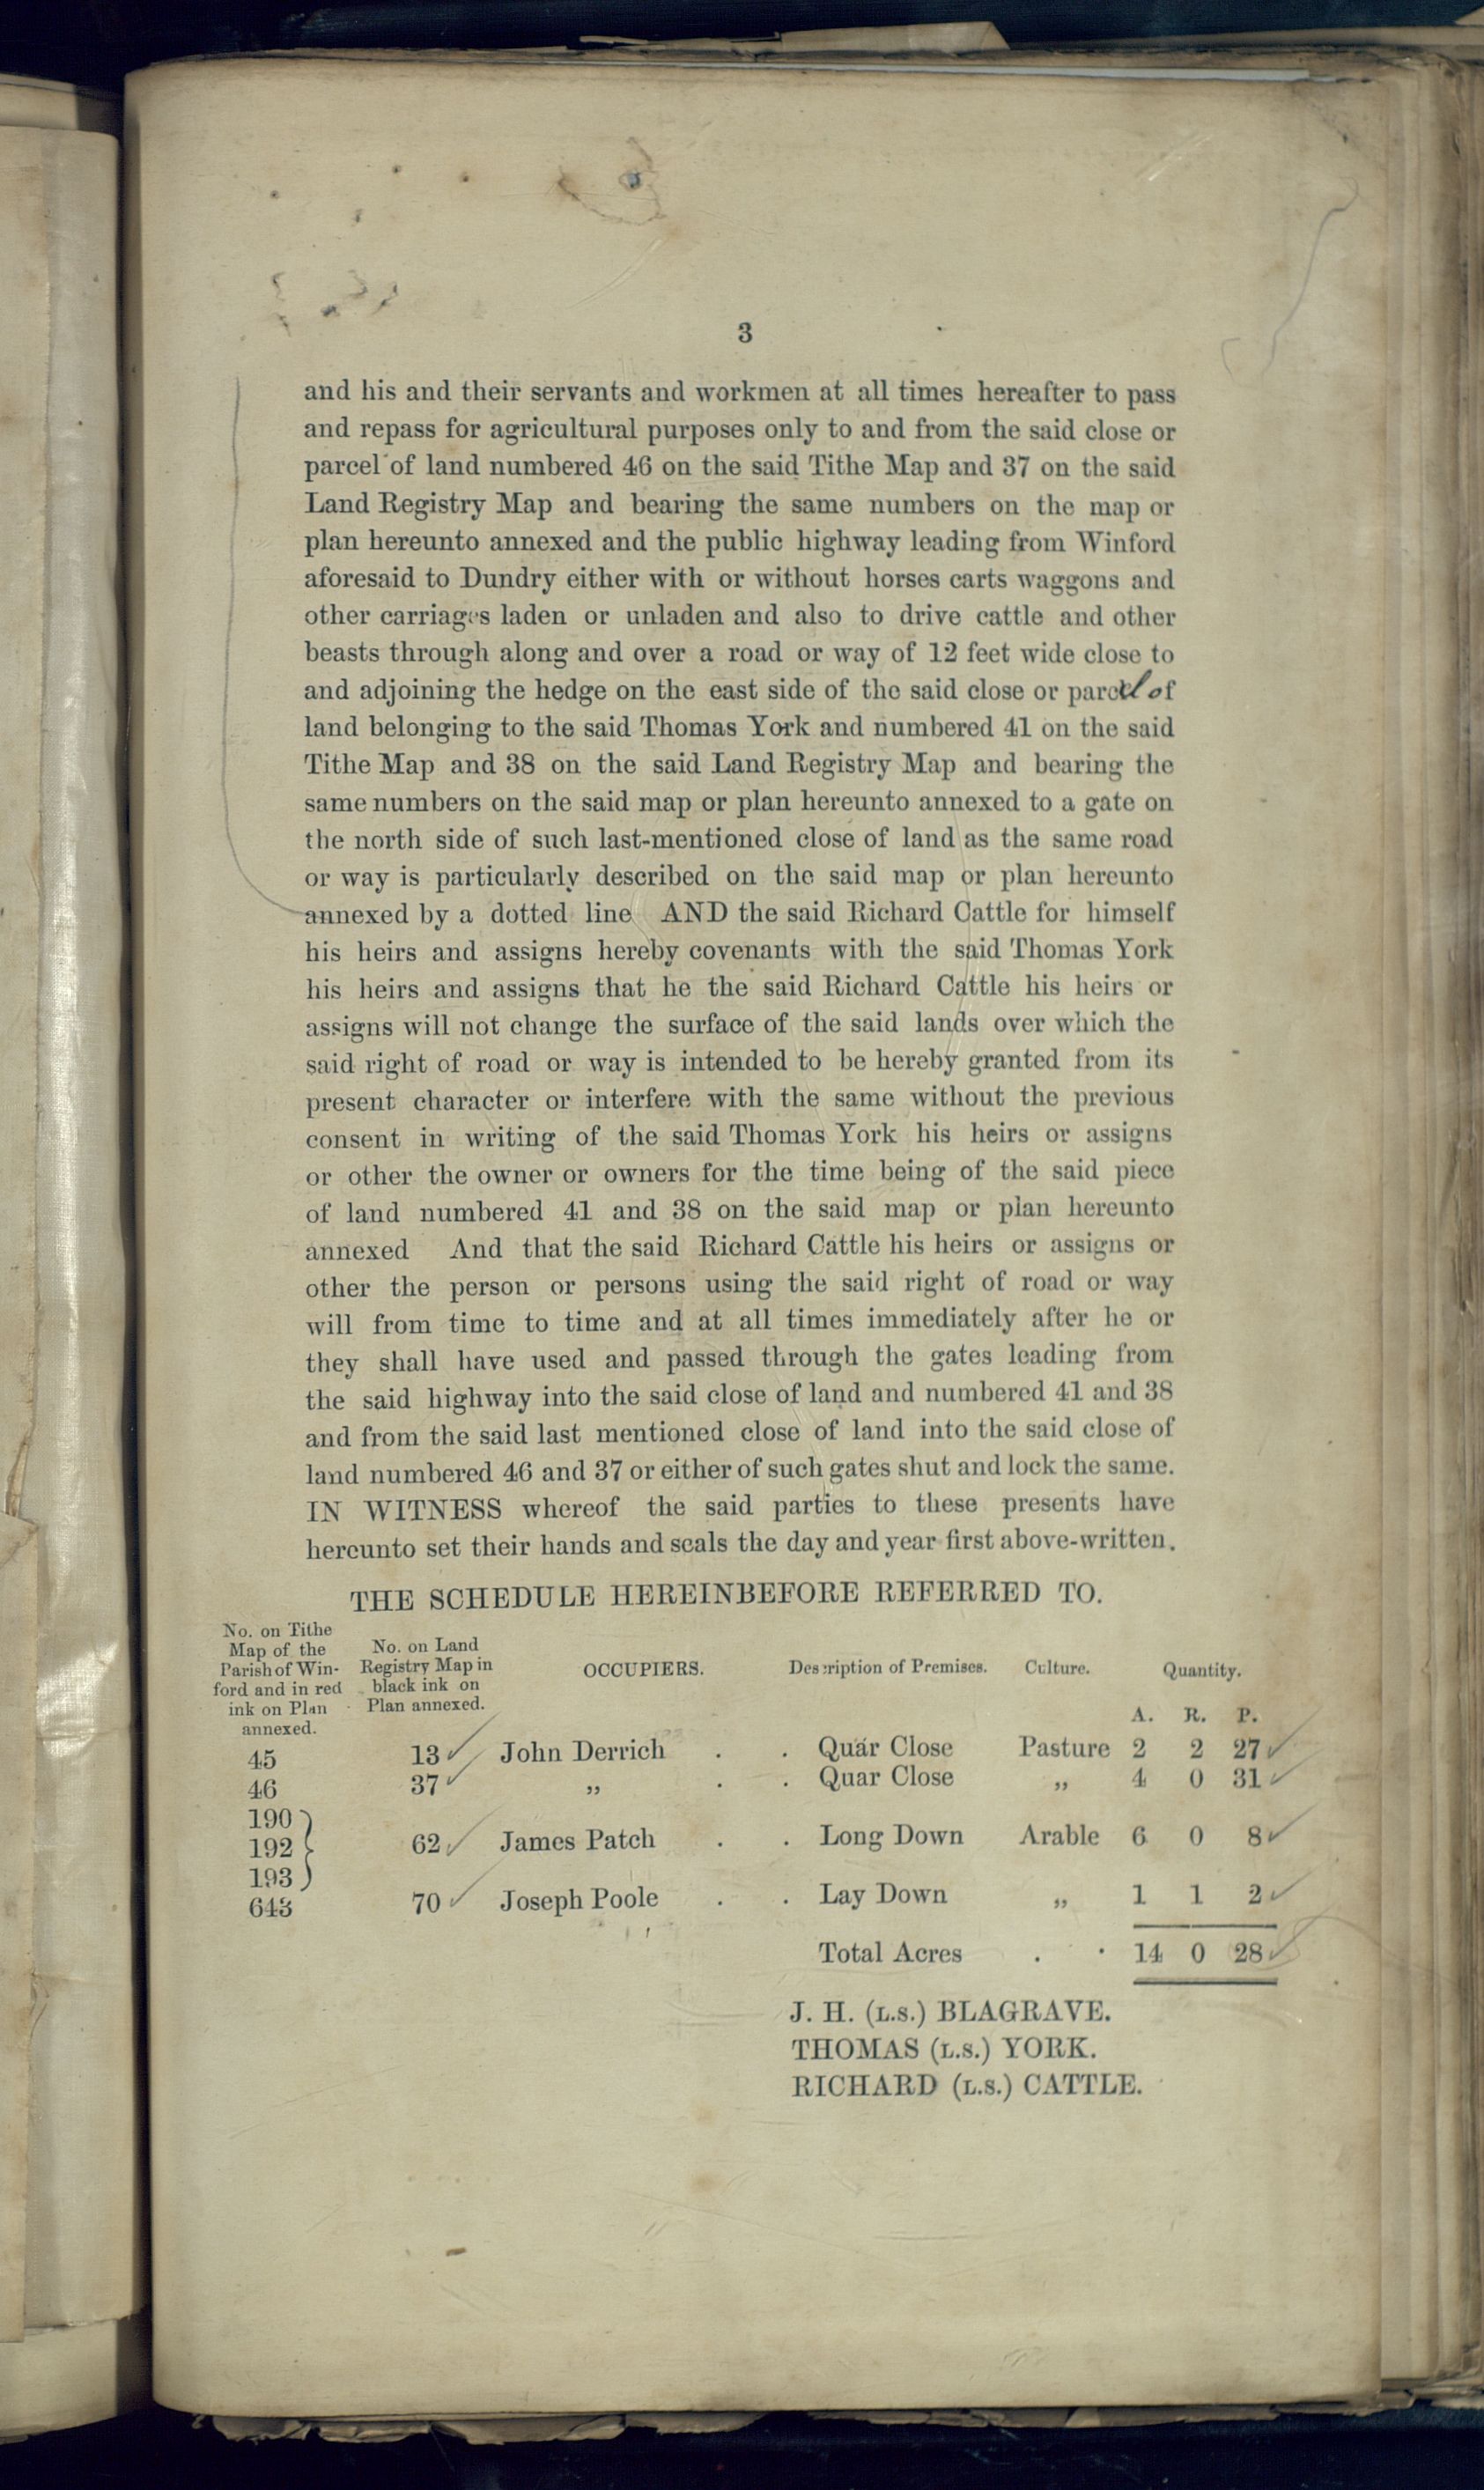 3
and his and their servants and workmen at all times hereafter to pass
and repass for agricultural purposes only to and from the said close or
parcel of land numbered 46 on the said Tithe Map and 37 on the said
Land Registry Map and bearing the same numbers on the map or
plan hereunto annexed and the public highway leading from Winford
aforesaid to Dundry either with or without horses carts waggons and
other carriages laden or unladen and also to drive cattle and other
beasts through along and over a road or way of 12 feet wide close to
and adjoining the hedge on the east side of the said close or parcel of
land belonging to the said Thomas York and numbered 41 on the said
Tithe Map and 38 on the said Land Registry Map and bearing the
same numbers on the said map or plan hereunto annexed to a gate on
the north side of such last-mentioned close of land as the same road
or way is particularly described on the said map or plan hereunto
annexed by a dotted line AND the said Richard Cattle for himself
his heirs and assigns hereby covenants with the said Thomas York
his heirs and assigns that he the said Richard Cattle his heirs or
assigns will not change the surface of the said lands over which the
said right of road or way is intended to be hereby granted from its
present character or interfere with the same without the previous
consent in writing of the said Thomas York his heirs or assigns
or other the owner or owners for the time being of the said piece
of land numbered 41 and 38 on the said map or plan hereunto
annexed And that the said Richard Cattle his heirs or assigns or
other the person or persons using the said right of road or way
will from time to time and at all times immediately after he or
they shall have used and passed through the gates leading from
the said highway into the said close of land and numbered 41 and 38
and from the said last mentioned close of land into the said close of
land numbered 46 and 37 or either of such gates shut and lock the same.
IN WITNESS whereof the said parties to these presents have
hereunto set their hands and seals the day and year first above-written.
THE SCHEDULE HEREINBEFORE REFERRED TO.
No. on Tithe
Map of the
Parish of Win-
ford and in red
ink on Plan
annexed.
No. on Land
Registry Map in
black ink on
Plan annexed.
OCCUPIERS. Description of Premises. Culture. Quantity.
A. R. P.
45 13 John Derrich . . Quar Close Pasture 2 2 27
46 37 ,, . . Quar Close ,, 4 0 31
190
192 62 James Patch . . Long Down Arable 6 0 8
193
643 70 Joseph Poole . . Lay Down ,, 1 1 2
Total Acres . . 14 0 28
J. H. (L.S.) BLAGRAVE.
THOMAS (L.S.) YORK.
RICHARD (L.S.) CATTLE.